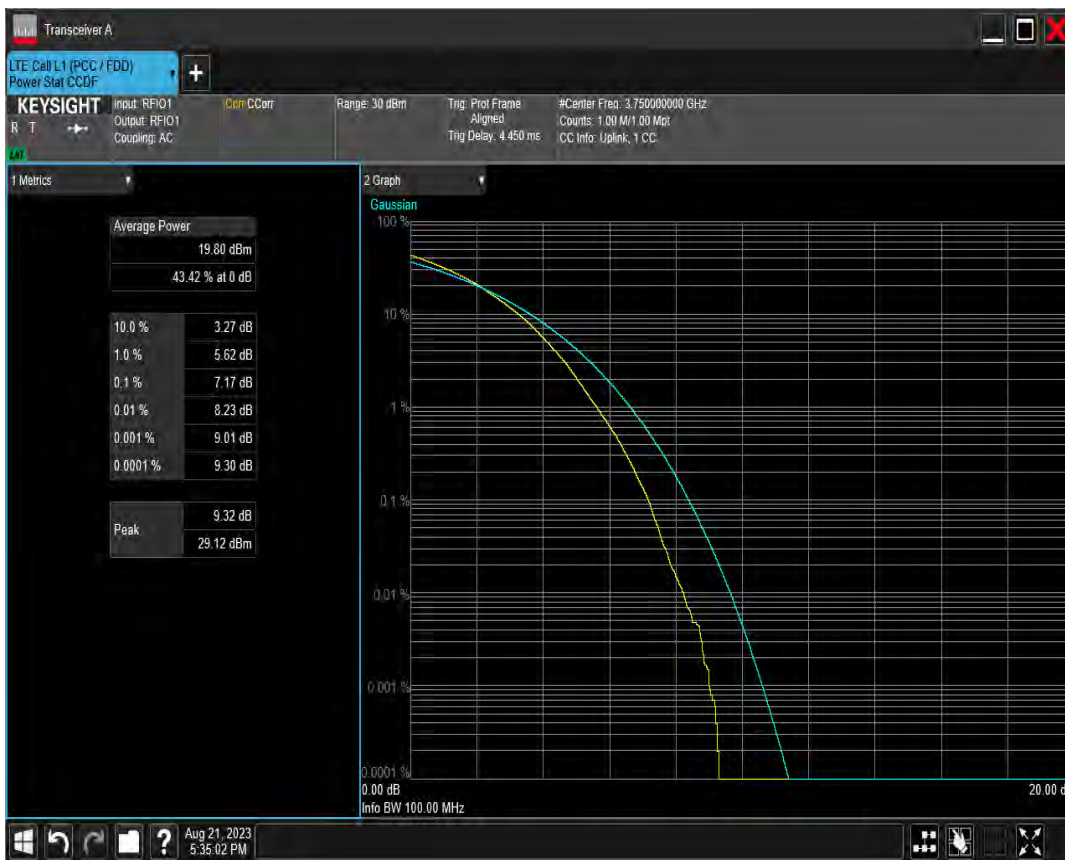 Transceiver A
LTE Cell L1 (PCC / FDD)
Power Stat CCDF
+
KEYSIGHT
R T
LNI
Input: RFIO1
Output: RFIO1
Coupling: AC
Corr CCorr
Range: 30 dBm
Trig: Prot Frame
Aligned
Trig Delay: 4.450 ms
#Center Freq: 3.750000000 GHz
Counts: 1.00 M/1.00 Mpt
CC Info: Uplink, 1 CC
1 Metrics
Average Power
19.80 dBm
43.42 % at 0 dB
10.0 % 3.27 dB
1.0 % 5.62 dB
0.1 % 7.17 dB
0.01 % 8.23 dB
0.001 % 9.01 dB
0.0001 % 9.30 dB
Peak
9.32 dB
29.12 dBm
2 Graph
Gaussian
100 %
10 %
1 %
0.1 %
0.01 %
0.001 %
0.0001 %
0.00 dB
20.00 d
Info BW 100.00 MHz
?
Aug 21, 2023
5:35:02 PM